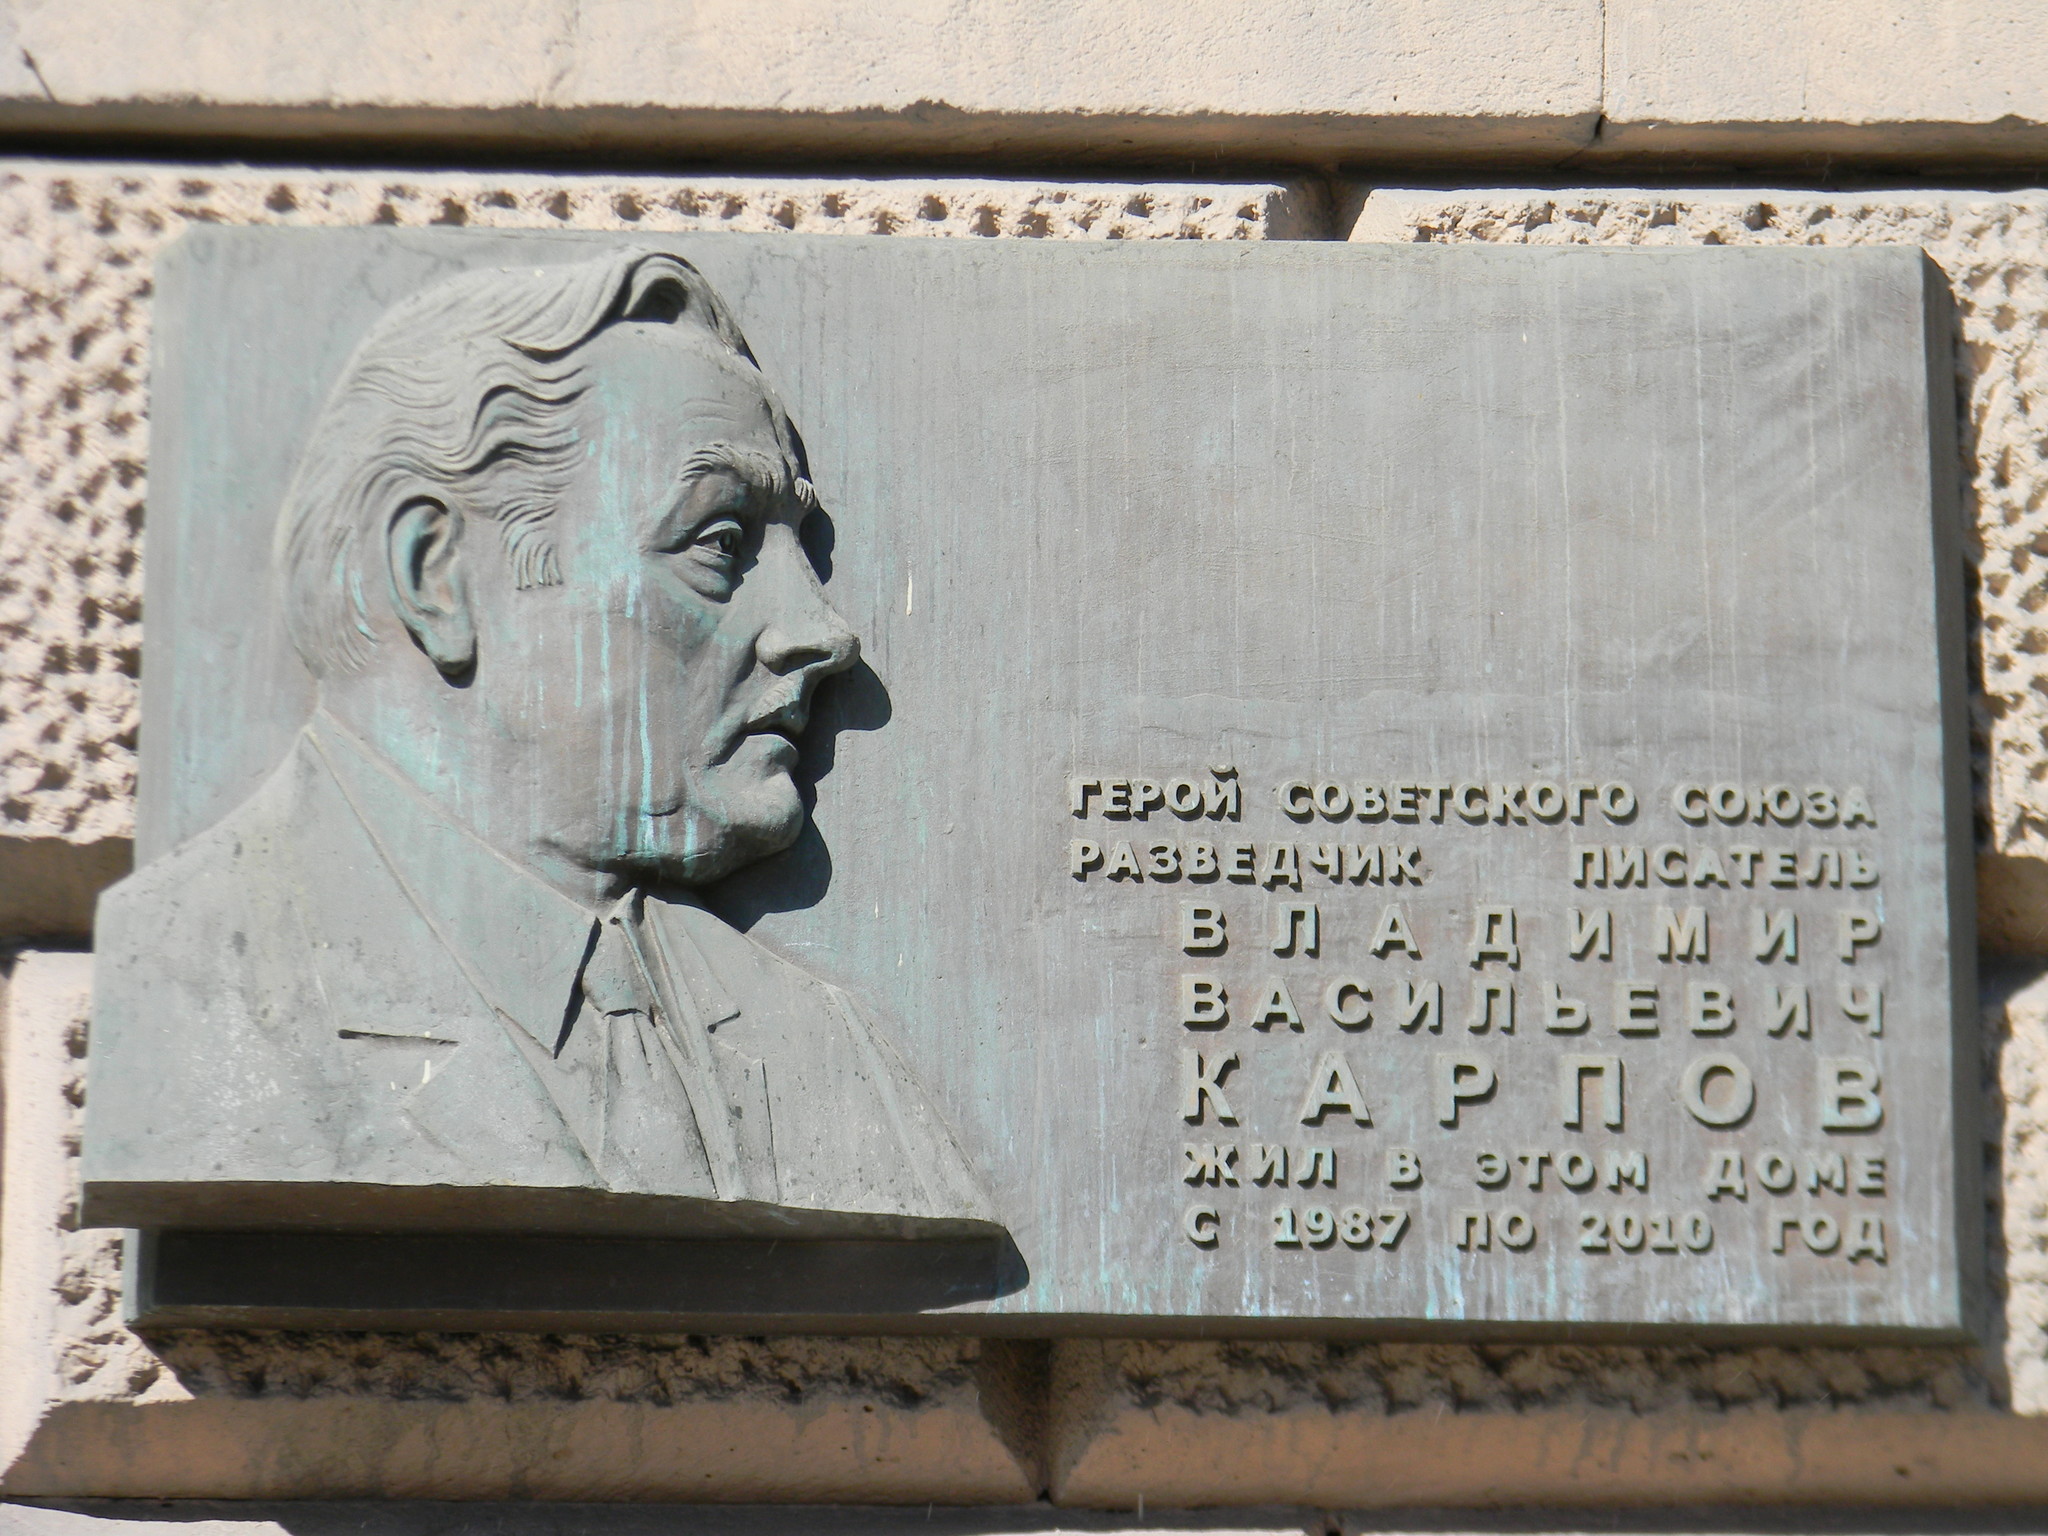 ГЕРОЙ СОВЕТСКОГО СОЮЗА
РАЗВЕДЧИК ПИСАТЕЛЬ
ВЛАДИМИР
ВАСИЛЬЕВИЧ
КАРПОВ
ЖИЛ В ЭТОМ ДОМЕ
С 1987 ПО 2010 ГОД